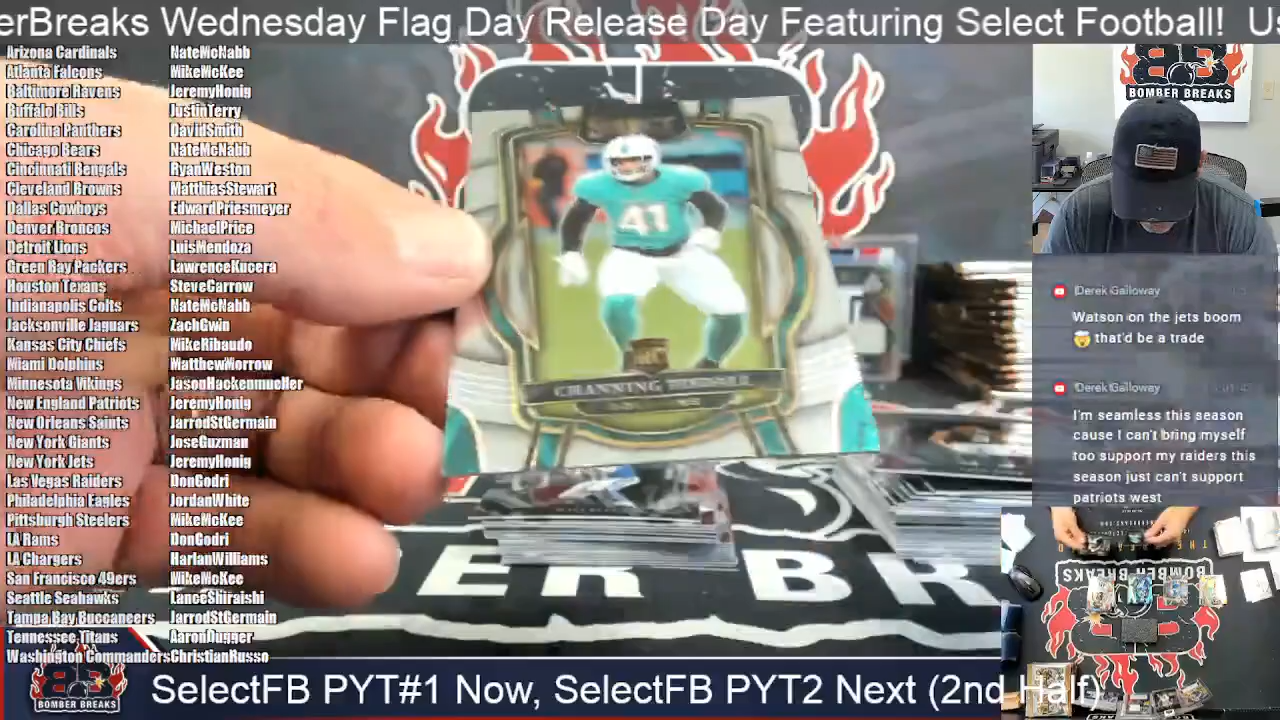 erBreaks Wednesday Flag Day Release Day Featuring Select Football! Us
Arizona Cardinals NateMcNabb
Atlanta Falcons MikeMcKee
Baltimore Ravens JeremyHonig
Buffalo Bills JustinTerry
Carolina Panthers DavidSmith
Chicago Bears NateMcNabb
Cincinnati Bengals RyanWeston
Cleveland Browns MatthiasStewart
Dallas Cowboys EdwardPriesmeyer
Denver Broncos MichaelPrice
Detroit Lions LuisMendoza
Green Bay Packers LawrenceKucera
Houston Texans SteveCarrow
Indianapolis Colts NateMcNabb
Jacksonville Jaguars ZachGwin
Kansas City Chiefs MikeRibaudo
Miami Dolphins MatthewMorrow
Minnesota Vikings JasonHackenmueller
New England Patriots JeremyHonig
New Orleans Saints JarrodStGermain
New York Giants JoseGuzman
New York Jets JeremyHonig
Las Vegas Raiders DonGodri
Philadelphia Eagles JordanWhite
Pittsburgh Steelers MikeMcKee
LA Rams DonGodri
LA Chargers HarlanWilliams
San Francisco 49ers MikeMcKee
Seattle Seahawks LanceShiraishi
Tampa Bay Buccaneers JarrodStGermain
Tennessee Titans AaronDugger
Washington Commanders ChristianRusso
41
CHANNING
ER BR
BB
BOMBER BREAKS
Derek Galloway
Watson on the jets boom
🤯 that'd be a trade
Derek Galloway
I'm seamless this season
cause I can't bring myself
too support my raiders this
season just can't support
patriots west
BOMBER BREAKS
BB
BOMBER BREAKS
SelectFB PYT#1 Now, SelectFB PYT2 Next (2nd Half)